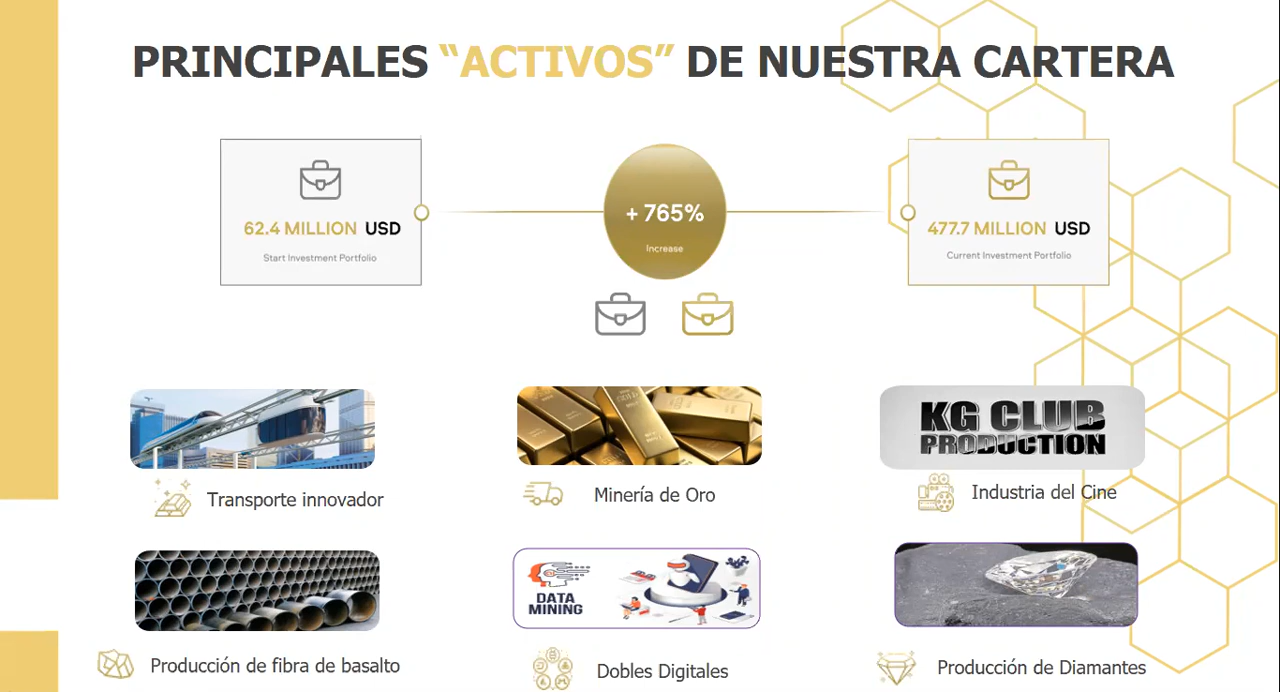 PRINCIPALES “ACTIVOS” DE NUESTRA CARTERA
62.4 MILLION USD
Start Investment Portfolio
+ 765%
Increase
477.7 MILLION USD
Current Investment Portfolio
KG CLUB
PRODUCTION
Transporte innovador
Minería de Oro
Industria del Cine
DATA
MINING
Producción de fibra de basalto
Dobles Digitales
Producción de Diamantes